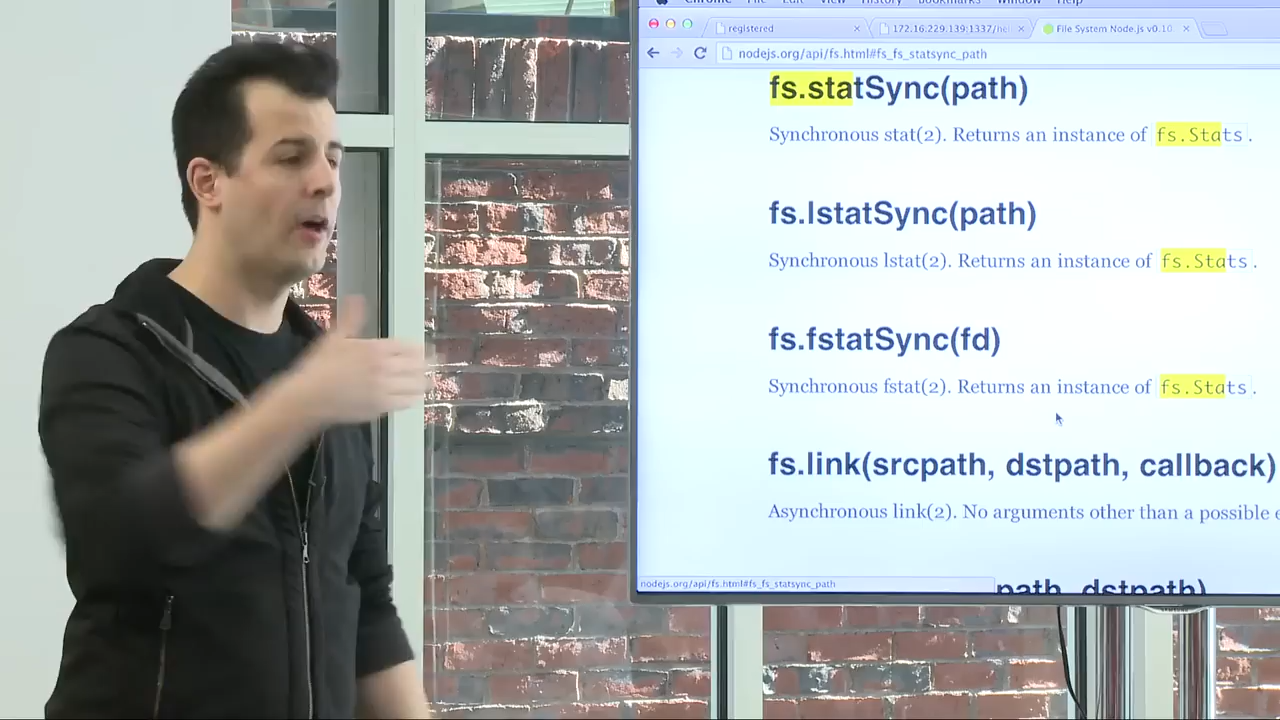 Chrome File Edit View History Bookmarks Window Help
registered
172.16.229.139:1337/hel
File System Node.js v0.10
nodejs.org/api/fs.html#fs_fs_statsync_path
fs.statSync(path)
Synchronous stat(2). Returns an instance of fs.Stats.
fs.lstatSync(path)
Synchronous lstat(2). Returns an instance of fs.Stats.
fs.fstatSync(fd)
Synchronous fstat(2). Returns an instance of fs.Stats.
fs.link(srcpath, dstpath, callback)
Asynchronous link(2). No arguments other than a possible e
nodejs.org/api/fs.html#fs_fs_statsync_path
path, dstpath)